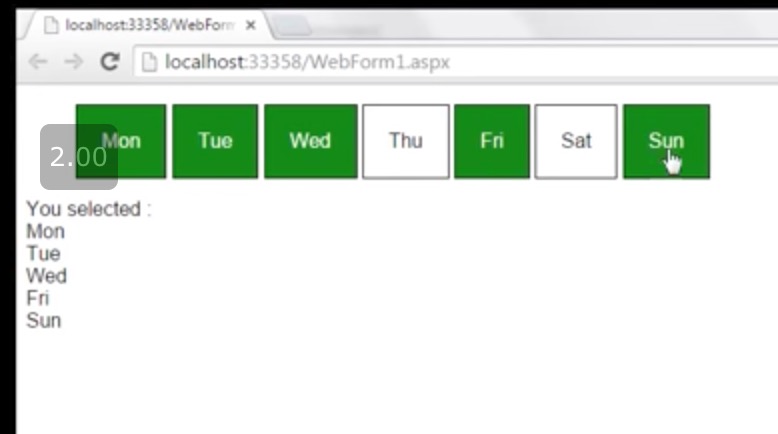 localhost:33358/WebForm
localhost:33358/WebForm1.aspx
Mon Tue Wed Thu Fri Sat Sun
2.00
You selected :
Mon
Tue
Wed
Fri
Sun